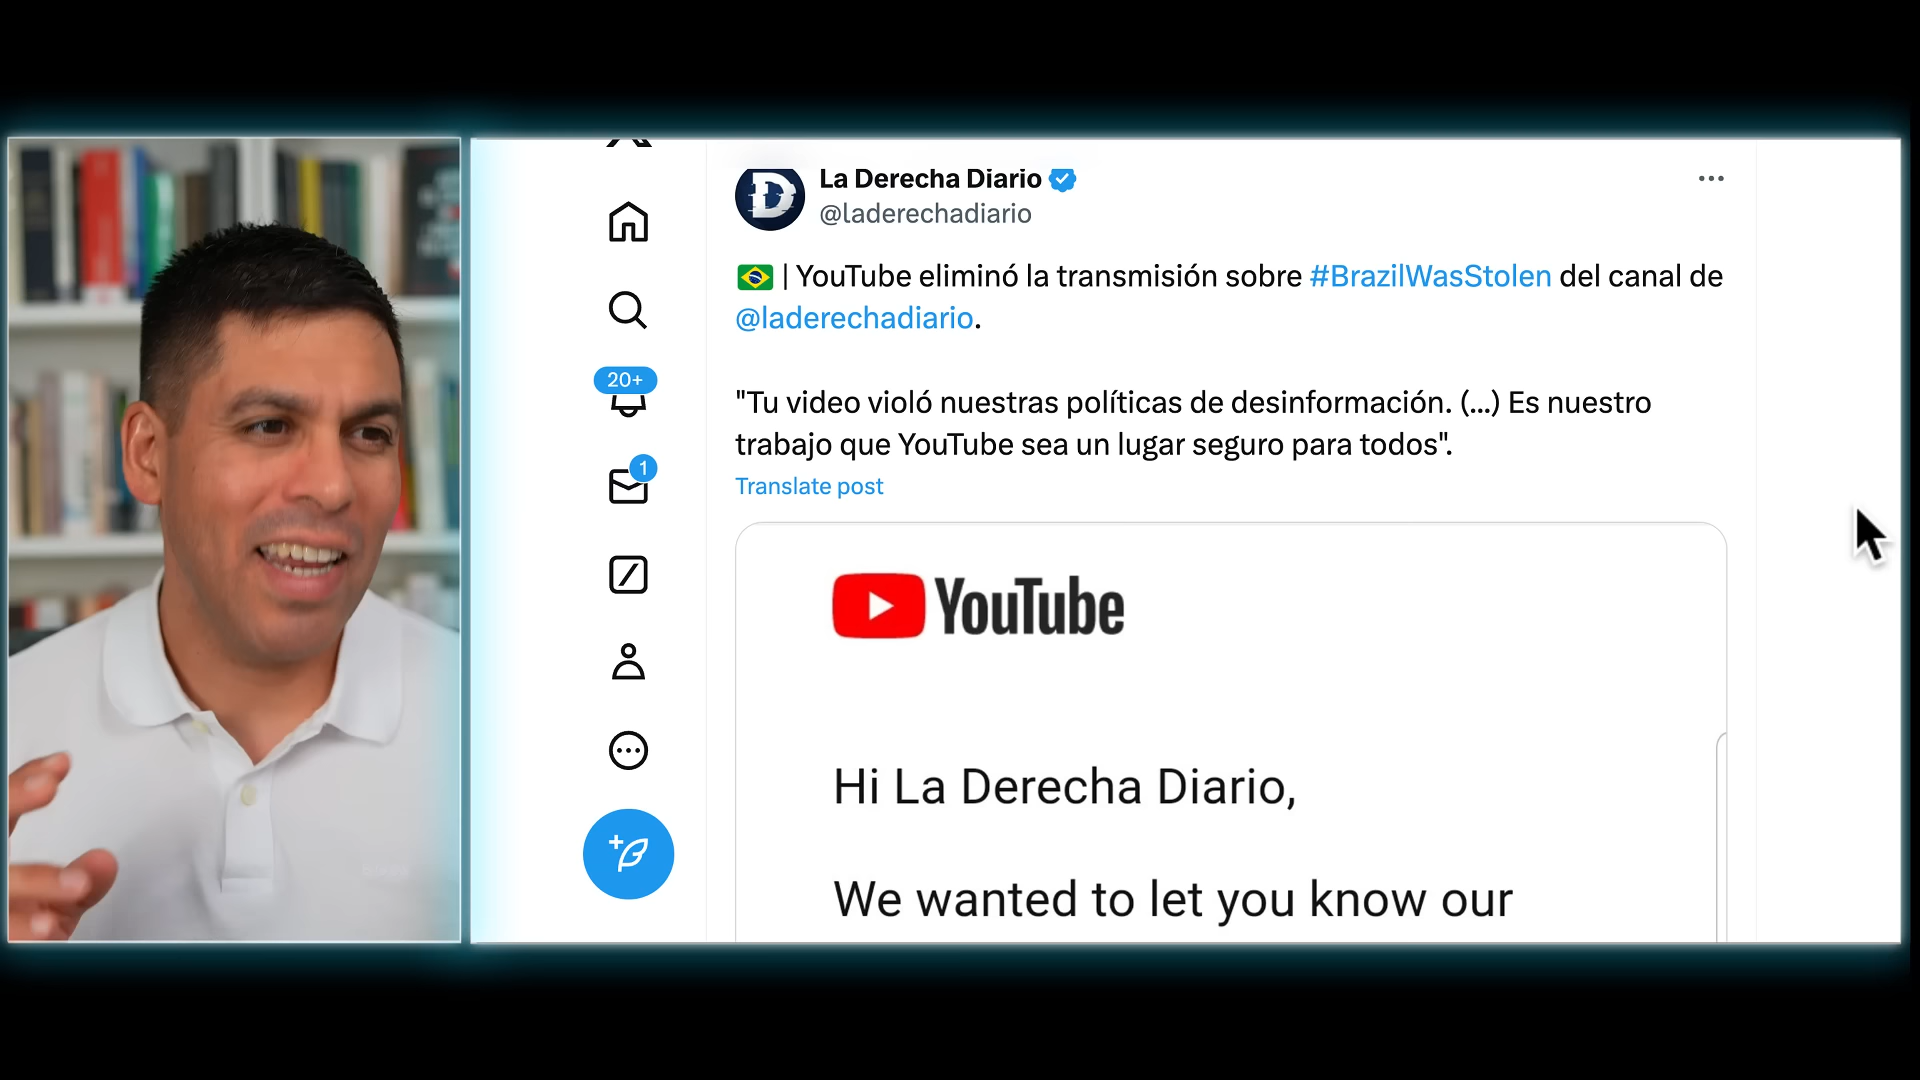 La Derecha Diario
@laderechadiario
| YouTube eliminó la transmisión sobre #BrazilWasStolen del canal de
@laderechadiario.
"Tu video violó nuestras políticas de desinformación. (...) Es nuestro
trabajo que YouTube sea un lugar seguro para todos".
Translate post
20+
1
YouTube
Hi La Derecha Diario,
We wanted to let you know our